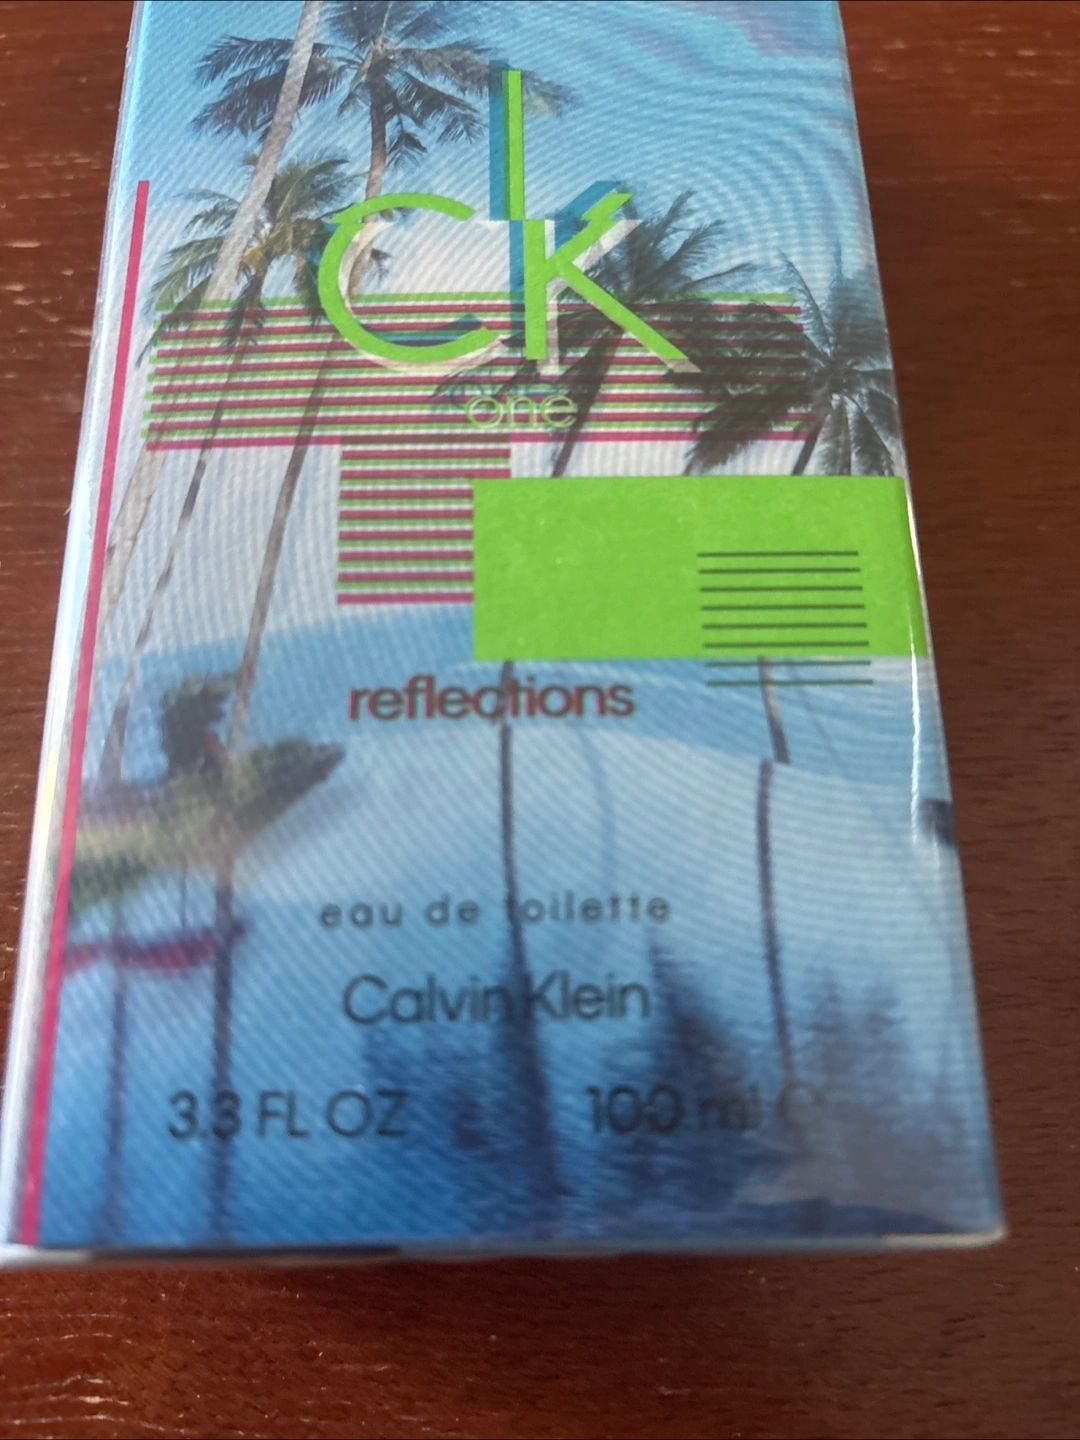 ck
one
reflections
eau de toilette
Calvin Klein
3.3 FL OZ 100 ml e